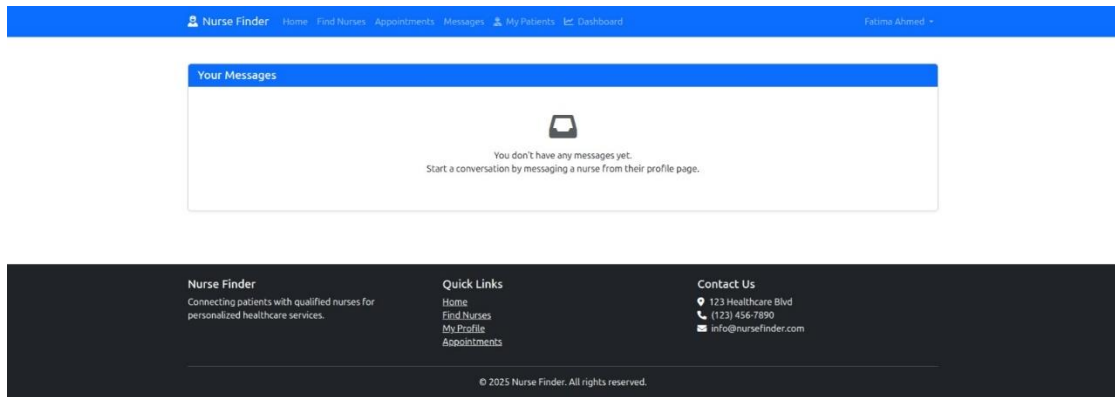 Nurse Finder Home Find Nurses Appointments Messages My Patients Dashboard Fatima Ahmed
Your Messages
You don't have any messages yet.
Start a conversation by messaging a nurse from their profile page.
Nurse Finder
Connecting patients with qualified nurses for
personalized healthcare services.
Quick Links
Home
Find Nurses
My Profile
Appointments
Contact Us
123 Healthcare Blvd
(123) 456-7890
info@nursefinder.com
© 2025 Nurse Finder. All rights reserved.